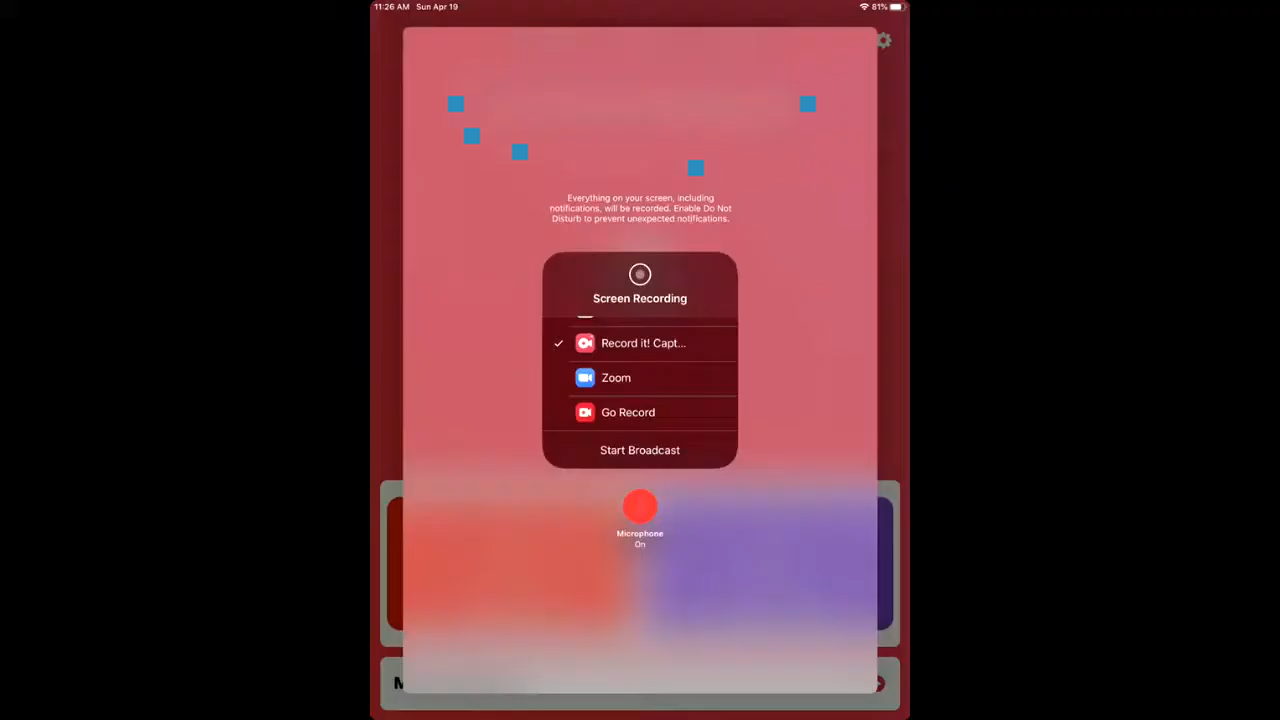 11:26 AM Sun Apr 19
81%
Everything on your screen, including
notifications, will be recorded. Enable Do Not
Disturb to prevent unexpected notifications.
Screen Recording
Record it! Capt...
Zoom
Go Record
Start Broadcast
Microphone
On
M